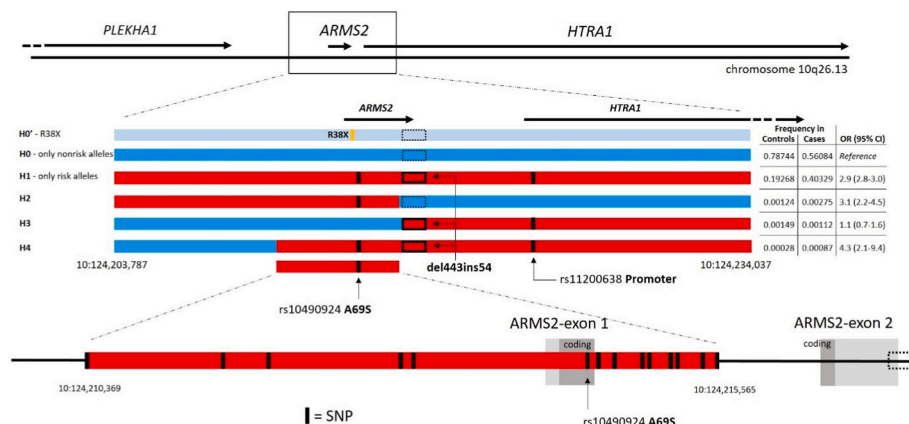 PLEKHA1 ARMS2 HTRA1
chromosome 10q26.13
ARMS2 HTRA1
H0' - R38X R38X
Frequency in
Controls Cases OR (95% CI)
H0 - only nonrisk alleles 0.78744 0.56084 Reference
H1 - only risk alleles 0.19268 0.40329 2.9 (2.8-3.0)
H2 0.00124 0.00275 3.1 (2.2-4.5)
H3 0.00149 0.00112 1.1 (0.7-1.6)
H4 0.00028 0.00087 4.3 (2.1-9.4)
10:124,203,787 del443ins54 10:124,234,037
rs11200638 Promoter
rs10490924 A69S
ARMS2-exon 1 ARMS2-exon 2
coding coding
10:124,210,369 10:124,215,565
= SNP
rs10490924 A69S